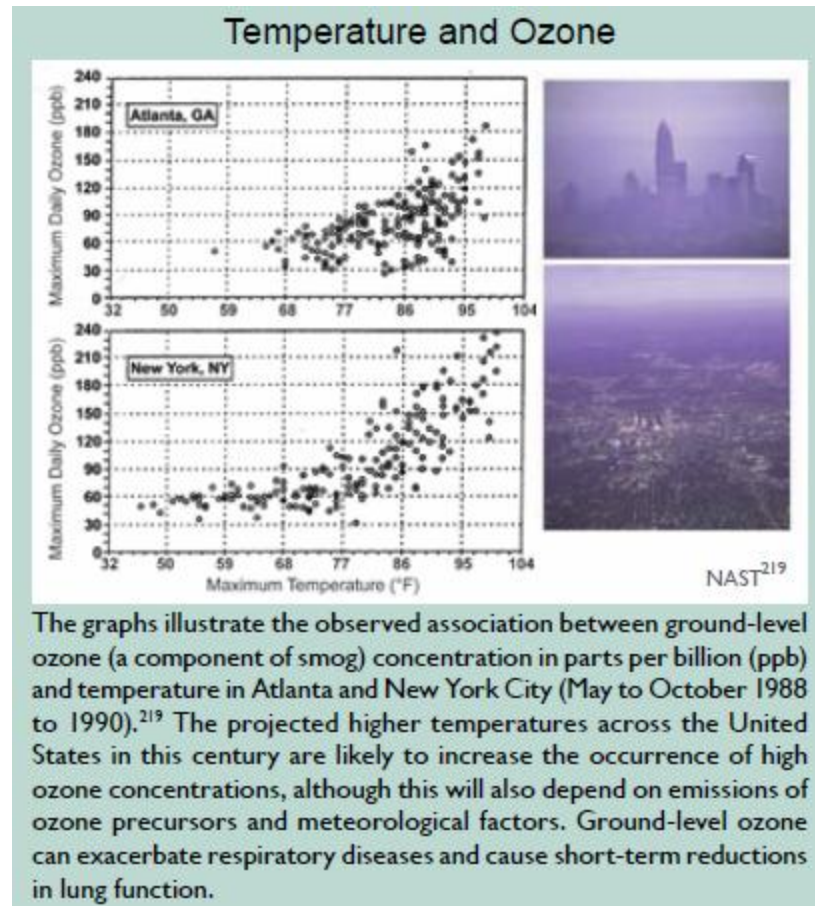 Temperature and Ozone
240
210
180
150
120
90
60
30
0
Maximum Daily Ozone (ppb)
Atlanta, GA
32 50 59 68 77 86 95 104
240
210
180
150
120
90
60
30
0
Maximum Daily Ozone (ppb)
New York, NY
32 50 59 68 77 86 95 104
Maximum Temperature (°F)
NAST219
The graphs illustrate the observed association between ground-level
ozone (a component of smog) concentration in parts per billion (ppb)
and temperature in Atlanta and New York City (May to October 1988
to 1990).219 The projected higher temperatures across the United
States in this century are likely to increase the occurrence of high
ozone concentrations, although this will also depend on emissions of
ozone precursors and meteorological factors. Ground-level ozone
can exacerbate respiratory diseases and cause short-term reductions
in lung function.